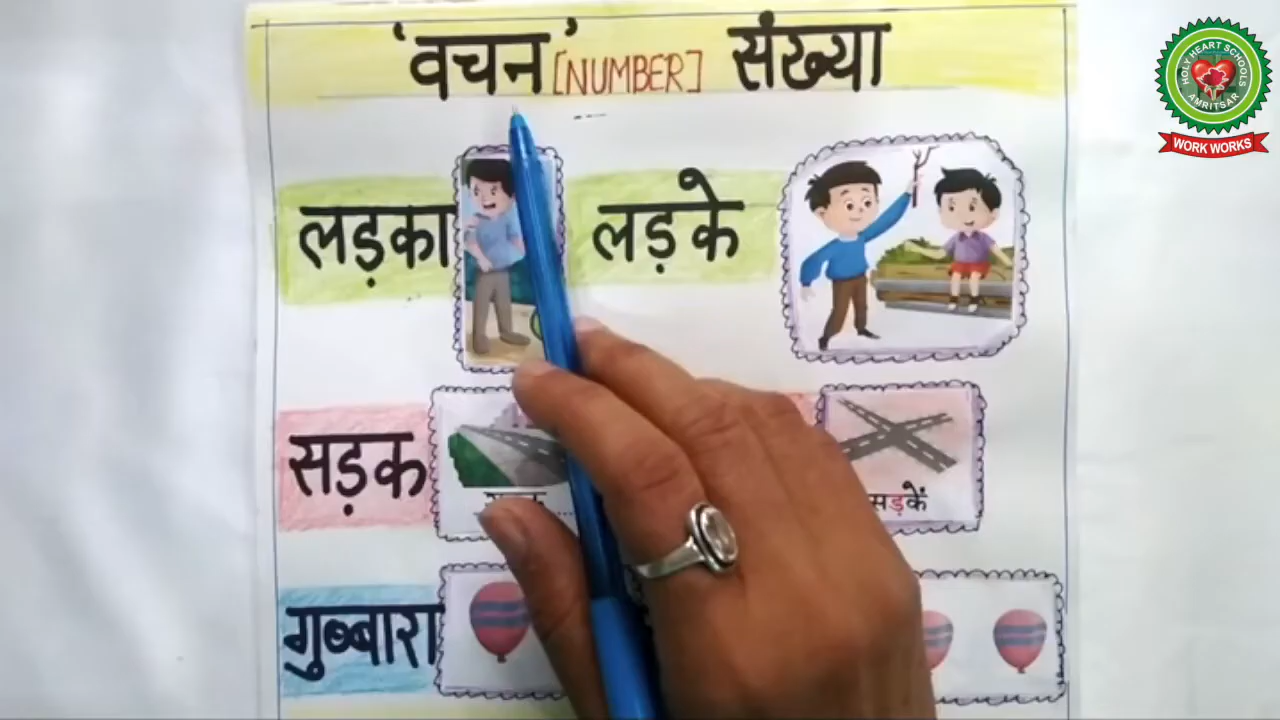 'वचन' [NUMBER] संख्या
लड़का लड़के
सड़क
सड़कें
गुब्बारा
HOLY HEART SCHOOLS
AMRITSAR
WORK WORKS